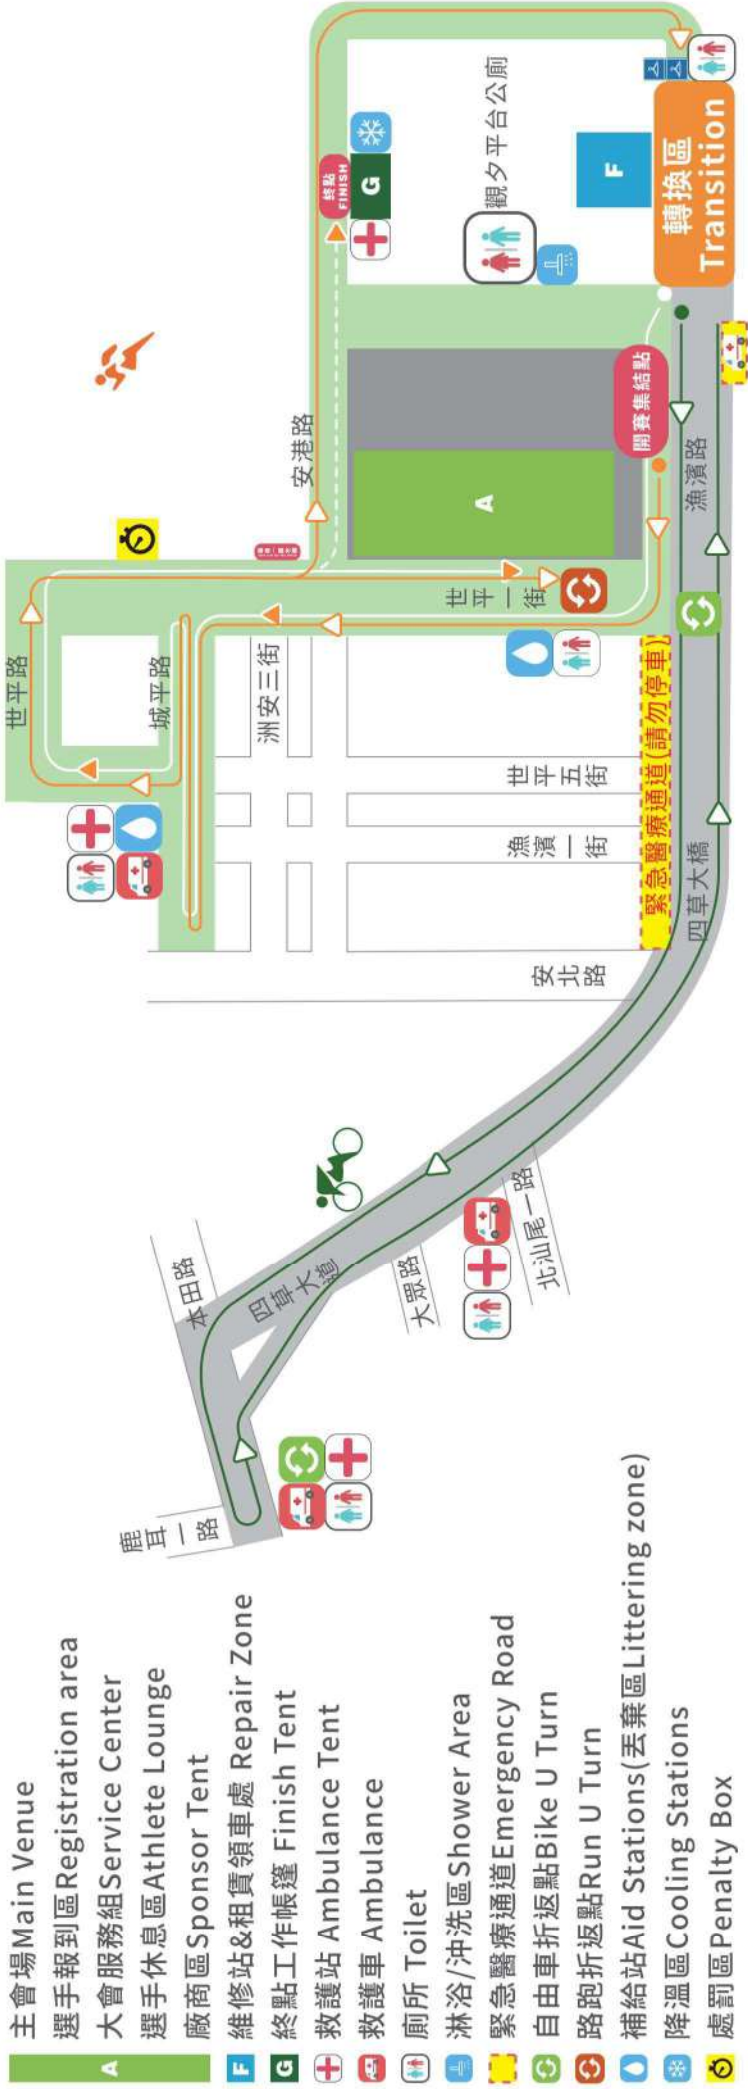 主會場Main Venue
選手報到區Registration area
大會服務組Service Center
選手休息區Athlete Lounge
廠商區Sponsor Tent
維修站&租賃領車處 Repair Zone
終點工作帳篷 Finish Tent
救護站 Ambulance Tent
救護車 Ambulance
廁所 Toilet
淋浴/沖洗區Shower Area
緊急醫療通道Emergency Road
自由車折返點Bike U Turn
路跑折返點Run U Turn
補給站Aid Stations(丟棄區Littering zone)
降溫區Cooling Stations
處罰區Penalty Box
A
F
G
鹿耳一路
本田路
四草大道
大眾路
北汕尾一路
安北路
四草大橋
漁濱一街
世平五街
緊急醫療通道(請勿停車)
世平路
城平路
洲安三街
世平一街
安港路
漁濱路
A
開賽集結點
終點
FINISH
G
觀夕平台公廁
F
轉換區
Transition